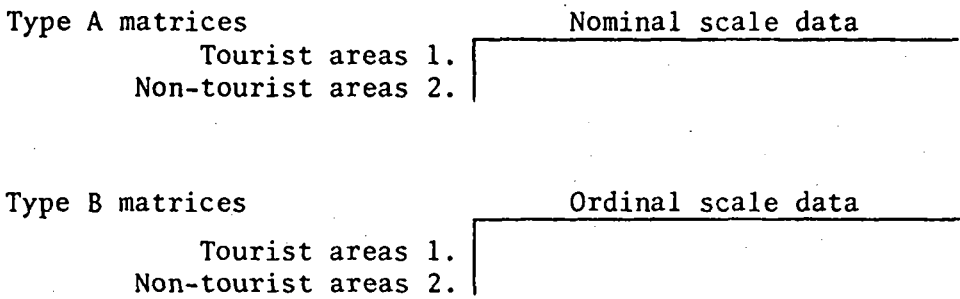 Type A matrices Nominal scale data
Tourist areas 1.
Non-tourist areas 2.
Type B matrices Ordinal scale data
Tourist areas 1.
Non-tourist areas 2.